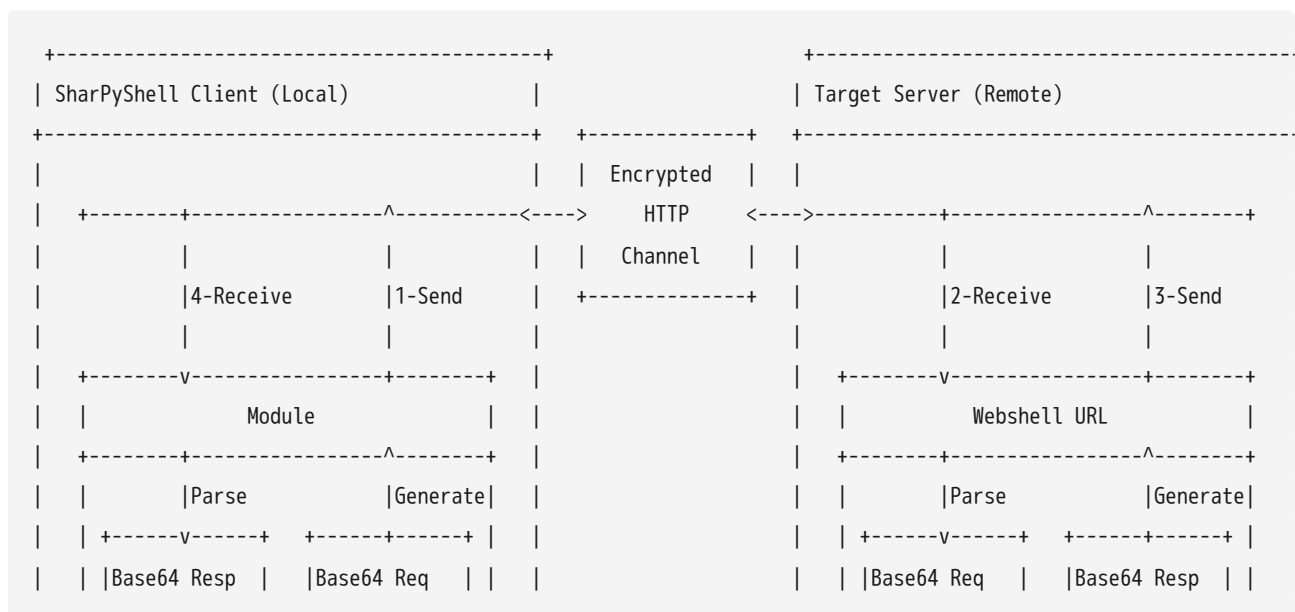 SharPyShell Client (Local) Target Server (Remote)
Encrypted
HTTP
Channel
4-Receive 1-Send 2-Receive 3-Send
Module Webshell URL
Parse Generate Parse Generate
Base64 Resp Base64 Req Base64 Req Base64 Resp